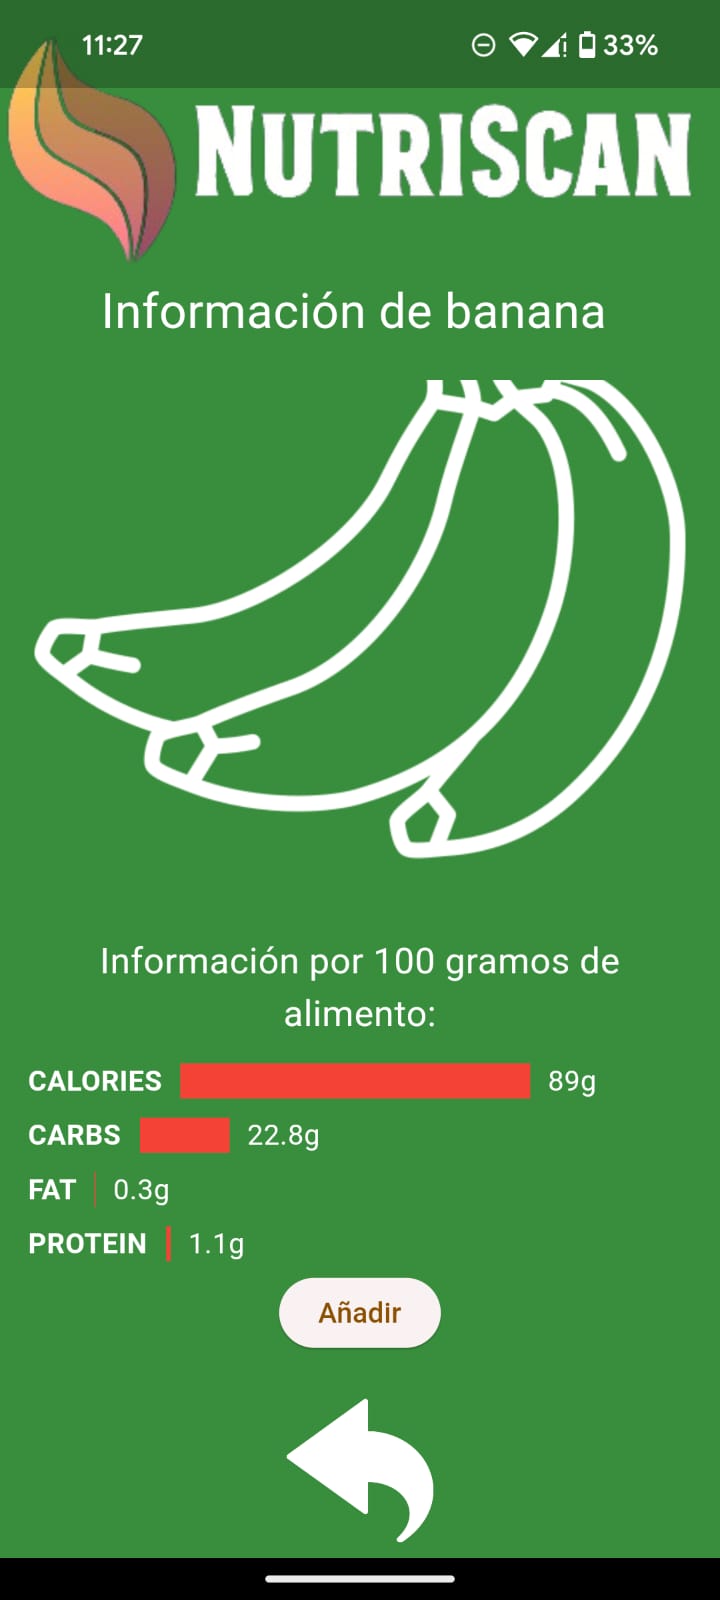 11:27 33%
NUTRISCAN
Información de banana
Información por 100 gramos de
alimento:
CALORIES 89g
CARBS 22.8g
FAT 0.3g
PROTEIN 1.1g
Añadir